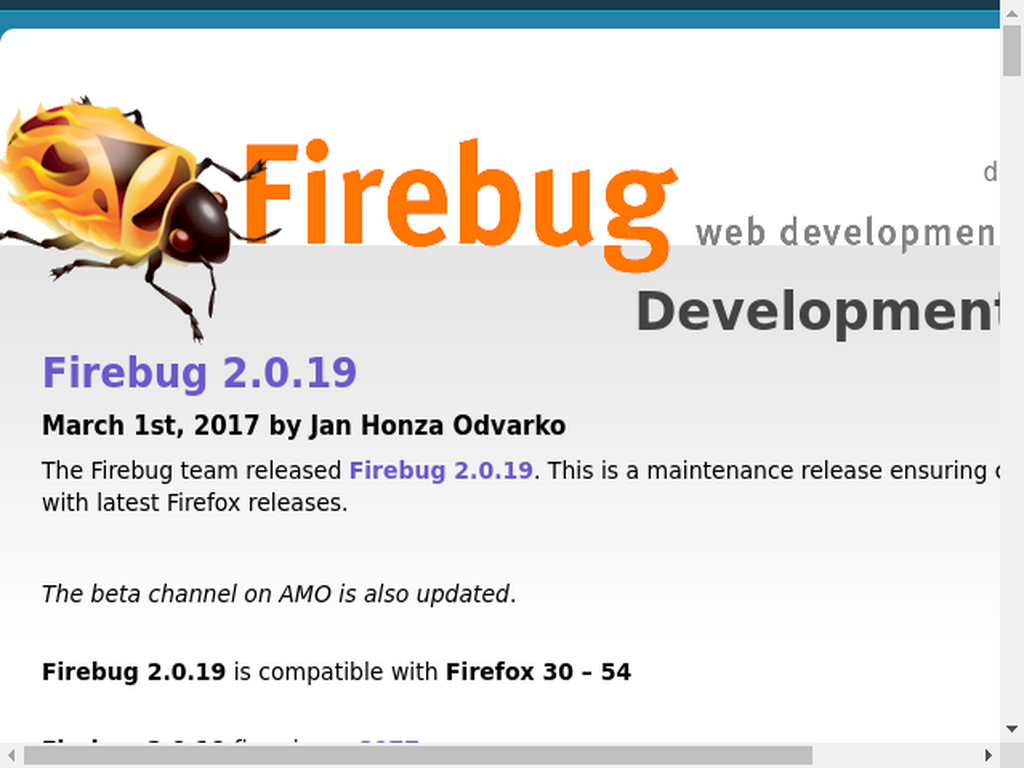 Firebug
web developmen
Development
Firebug 2.0.19
March 1st, 2017 by Jan Honza Odvarko
The Firebug team released Firebug 2.0.19. This is a maintenance release ensuring
with latest Firefox releases.
The beta channel on AMO is also updated.
Firebug 2.0.19 is compatible with Firefox 30 – 54